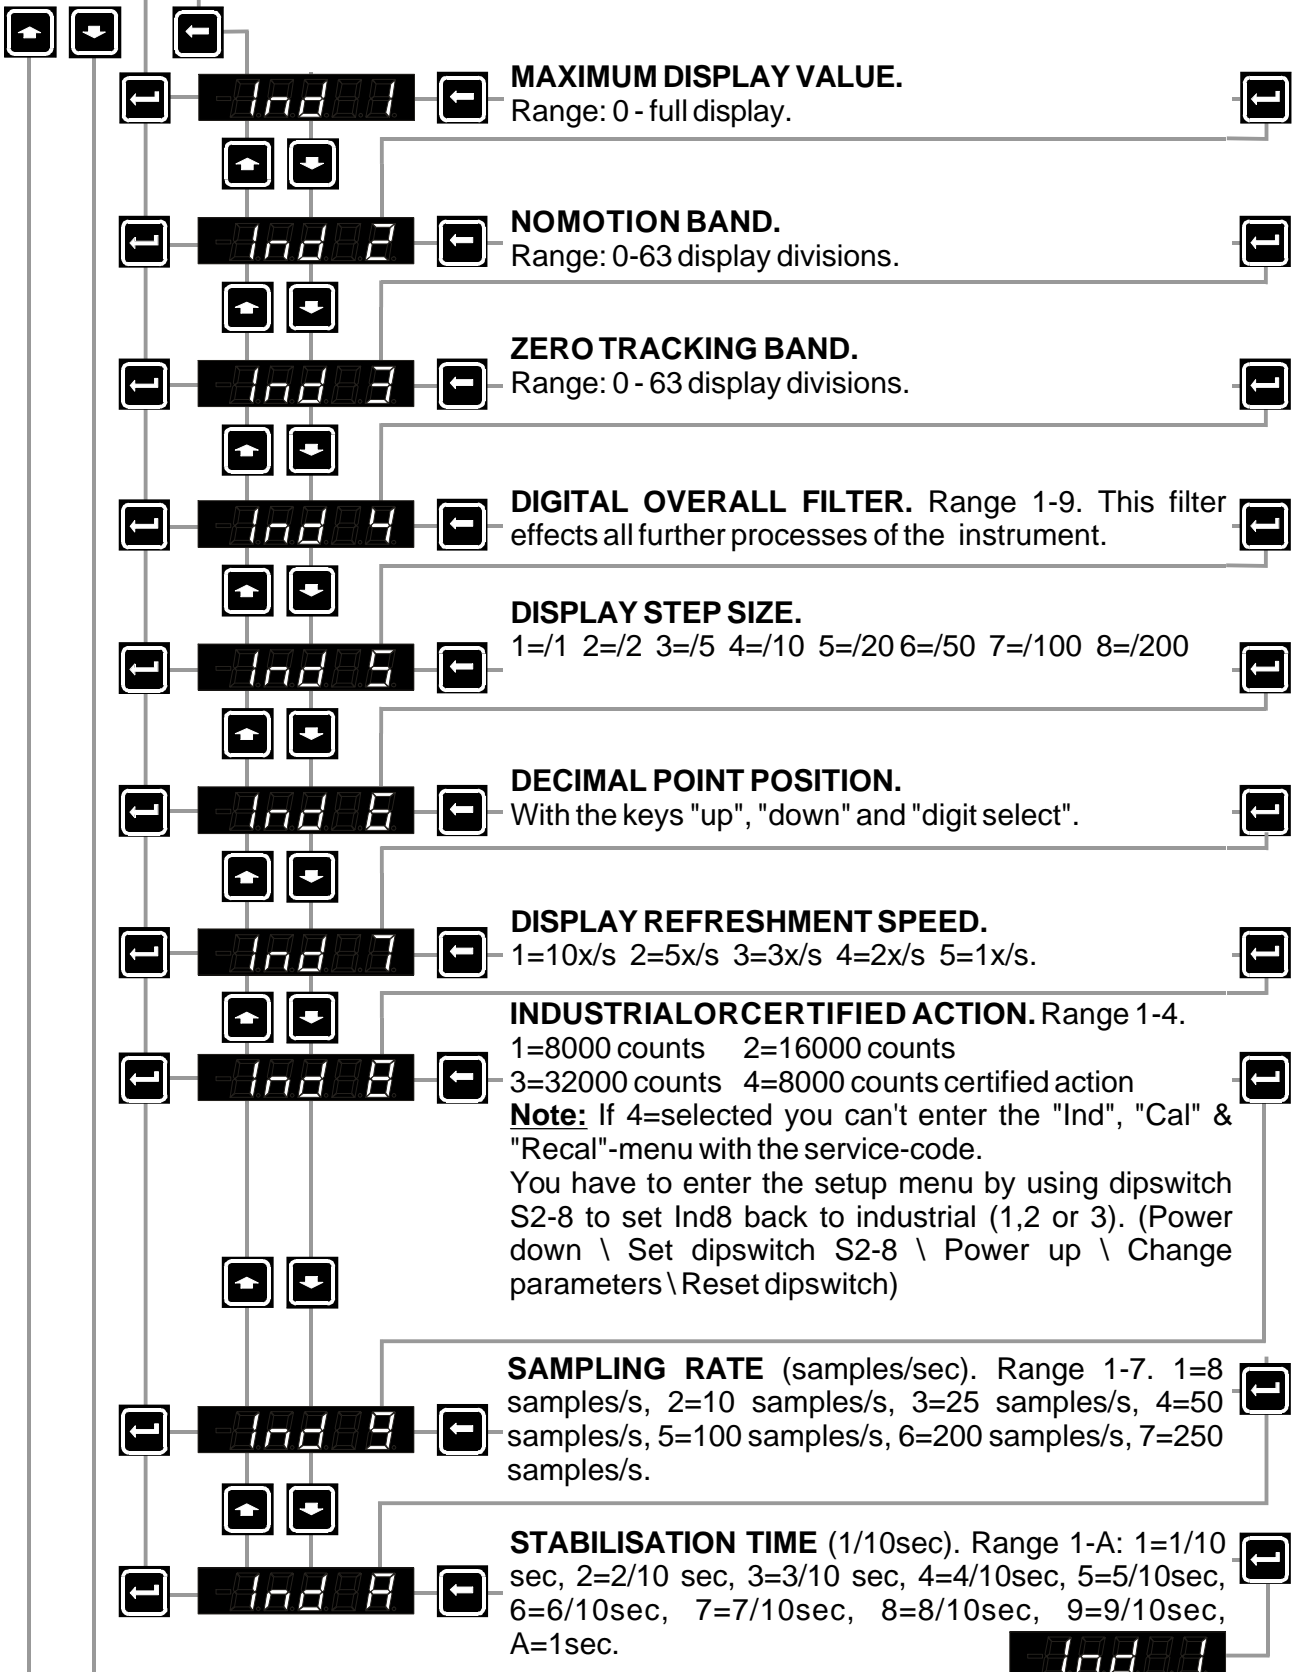 Ind 1
MAXIMUM DISPLAY VALUE.
Range: 0 - full display.
Ind 2
NOMOTION BAND.
Range: 0-63 display divisions.
Ind 3
ZERO TRACKING BAND.
Range: 0 - 63 display divisions.
Ind 4
DIGITAL OVERALL FILTER. Range 1-9. This filter
effects all further processes of the instrument.
Ind 5
DISPLAY STEP SIZE.
1=/1 2=/2 3=/5 4=/10 5=/20 6=/50 7=/100 8=/200
Ind 6
DECIMAL POINT POSITION.
With the keys "up", "down" and "digit select".
Ind 7
DISPLAY REFRESHMENT SPEED.
1=10x/s 2=5x/s 3=3x/s 4=2x/s 5=1x/s.
Ind 8
INDUSTRIAL OR CERTIFIED ACTION. Range 1-4.
1=8000 counts 2=16000 counts
3=32000 counts 4=8000 counts certified action
Note: If 4=selected you can't enter the "Ind", "Cal" &
"Recal"-menu with the service-code.
You have to enter the setup menu by using dipswitch
S2-8 to set Ind8 back to industrial (1,2 or 3). (Power
down \ Set dipswitch S2-8 \ Power up \ Change
parameters \ Reset dipswitch)
Ind 9
SAMPLING RATE (samples/sec). Range 1-7. 1=8
samples/s, 2=10 samples/s, 3=25 samples/s, 4=50
samples/s, 5=100 samples/s, 6=200 samples/s, 7=250
samples/s.
Ind A
STABILISATION TIME (1/10sec). Range 1-A: 1=1/10
sec, 2=2/10 sec, 3=3/10 sec, 4=4/10sec, 5=5/10sec,
6=6/10sec, 7=7/10sec, 8=8/10sec, 9=9/10sec,
A=1sec.
Ind 1